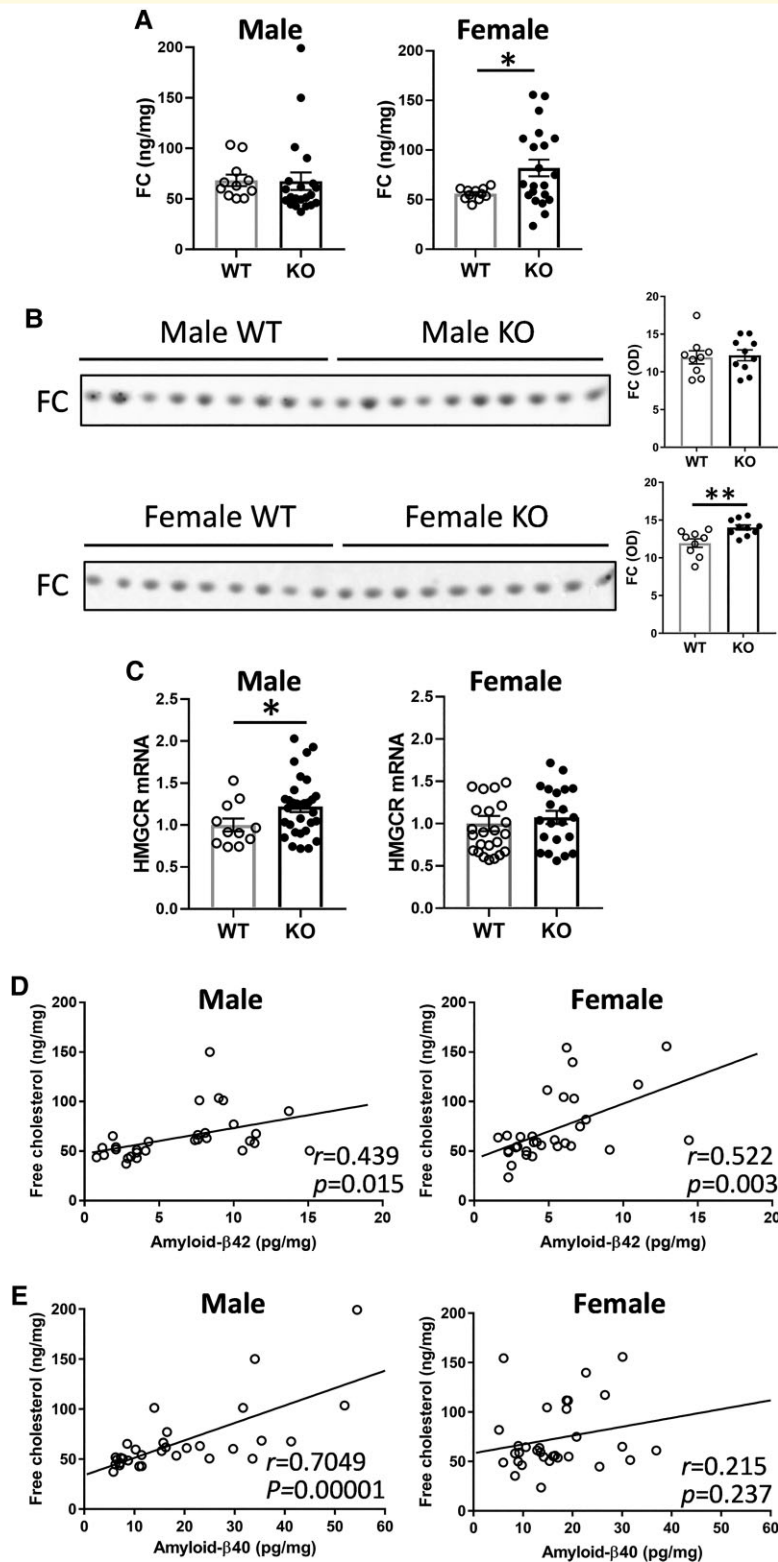 A
Male
Female
FC (ng/mg)
200
150
100
50
0
WT
KO
FC (ng/mg)
200
150
100
50
0
*
WT
KO
B
Male WT
Male KO
FC
FC (OD)
20
15
10
5
0
WT
KO
Female WT
Female KO
FC
FC (OD)
20
15
10
5
0
**
WT
KO
C
Male
Female
HMGCR mRNA
2.5
2.0
1.5
1.0
0.5
0.0
*
WT
KO
HMGCR mRNA
2.5
2.0
1.5
1.0
0.5
0.0
WT
KO
D
Male
Free cholesterol (ng/mg)
200
150
100
50
0
r=0.439
p=0.015
0 5 10 15 20
Amyloid-β42 (pg/mg)
Female
Free cholesterol (ng/mg)
200
150
100
50
0
r=0.522
p=0.003
0 5 10 15 20
Amyloid-β42 (pg/mg)
E
Male
Free cholesterol (ng/mg)
200
150
100
50
0
r=0.7049
P=0.00001
0 10 20 30 40 50 60
Amyloid-β40 (pg/mg)
Female
Free cholesterol (ng/mg)
200
150
100
50
0
r=0.215
p=0.237
0 10 20 30 40 50 60
Amyloid-β40 (pg/mg)